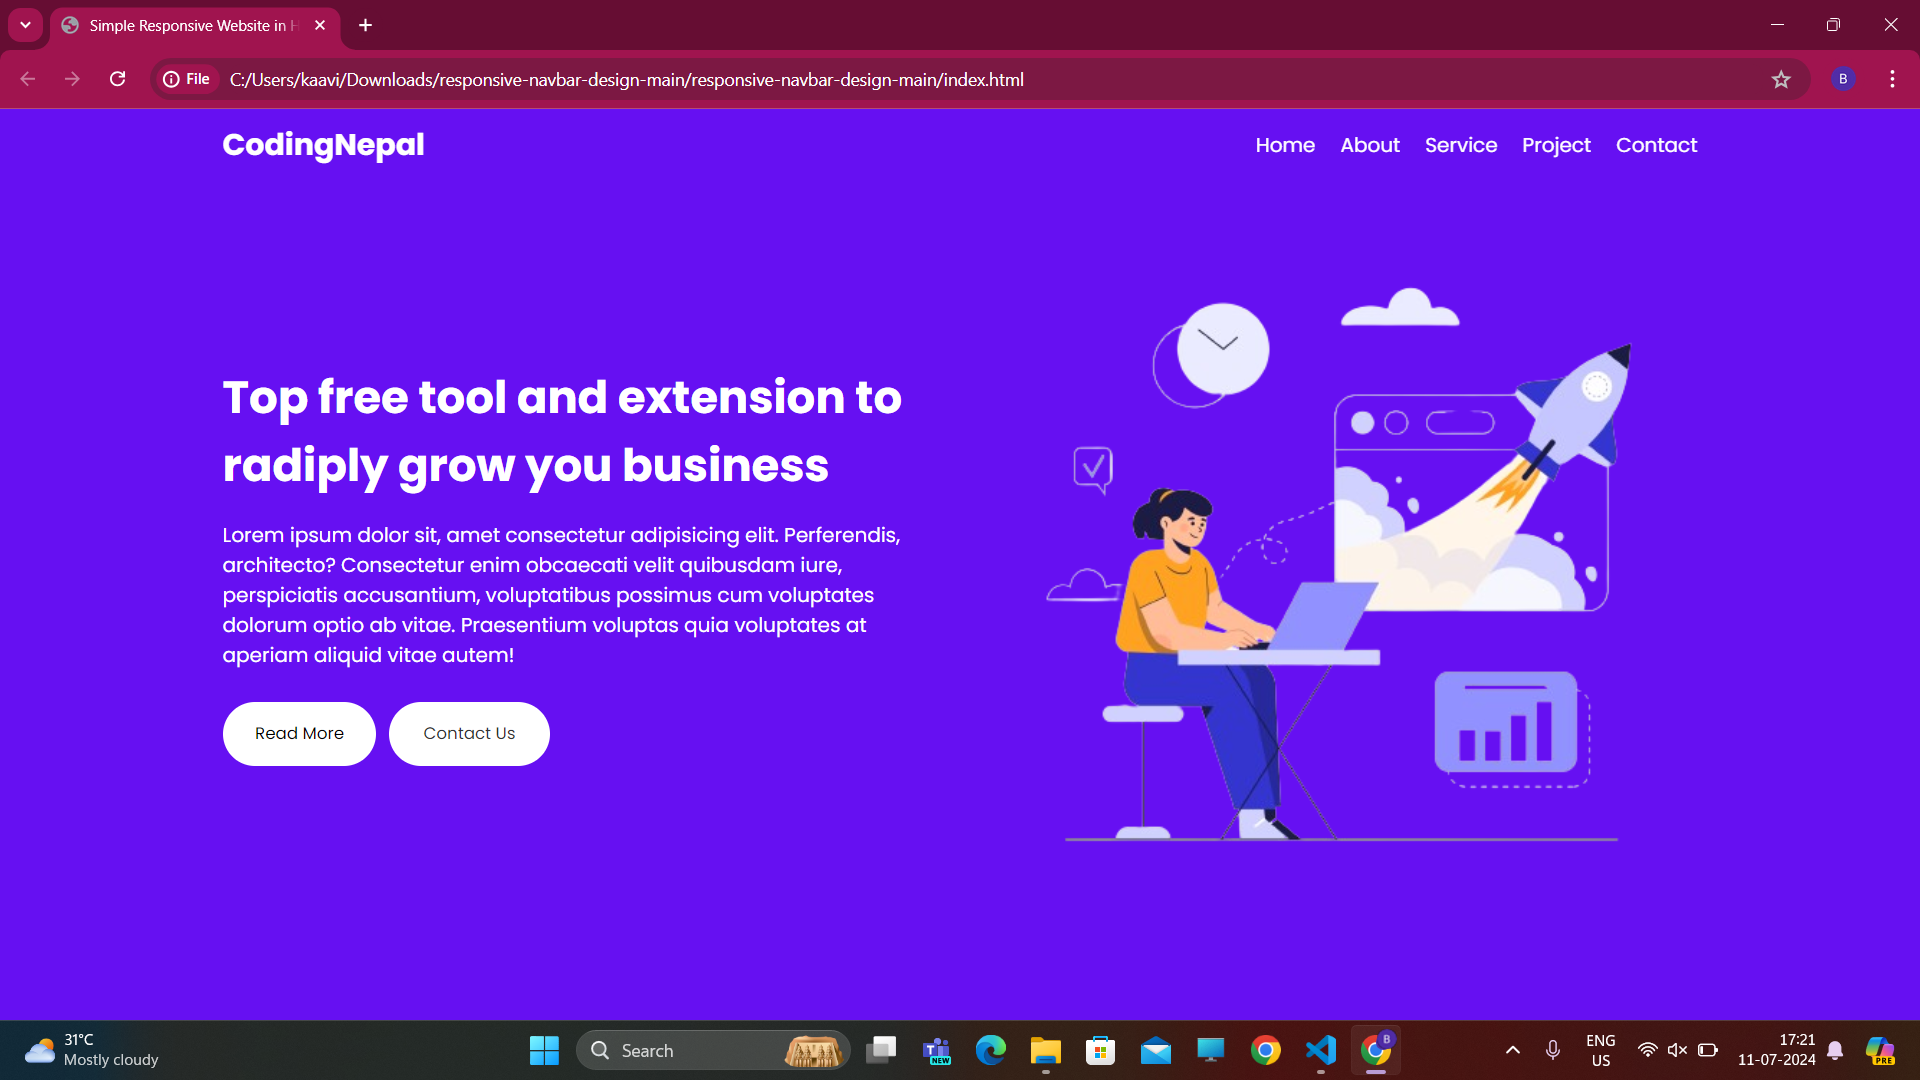 Simple Responsive Website in H
File
C:/Users/kaavi/Downloads/responsive-navbar-design-main/responsive-navbar-design-main/index.html
B
CodingNepal
Home
About
Service
Project
Contact
Top free tool and extension to
radiply grow you business
Lorem ipsum dolor sit, amet consectetur adipisicing elit. Perferendis,
architecto? Consectetur enim obcaecati velit quibusdam iure,
perspiciatis accusantium, voluptatibus possimus cum voluptates
dolorum optio ab vitae. Praesentium voluptas quia voluptates at
aperiam aliquid vitae autem!
Read More
Contact Us
31°C
Mostly cloudy
Search
T
NEW
B
ENG
US
17:21
11-07-2024
PRE